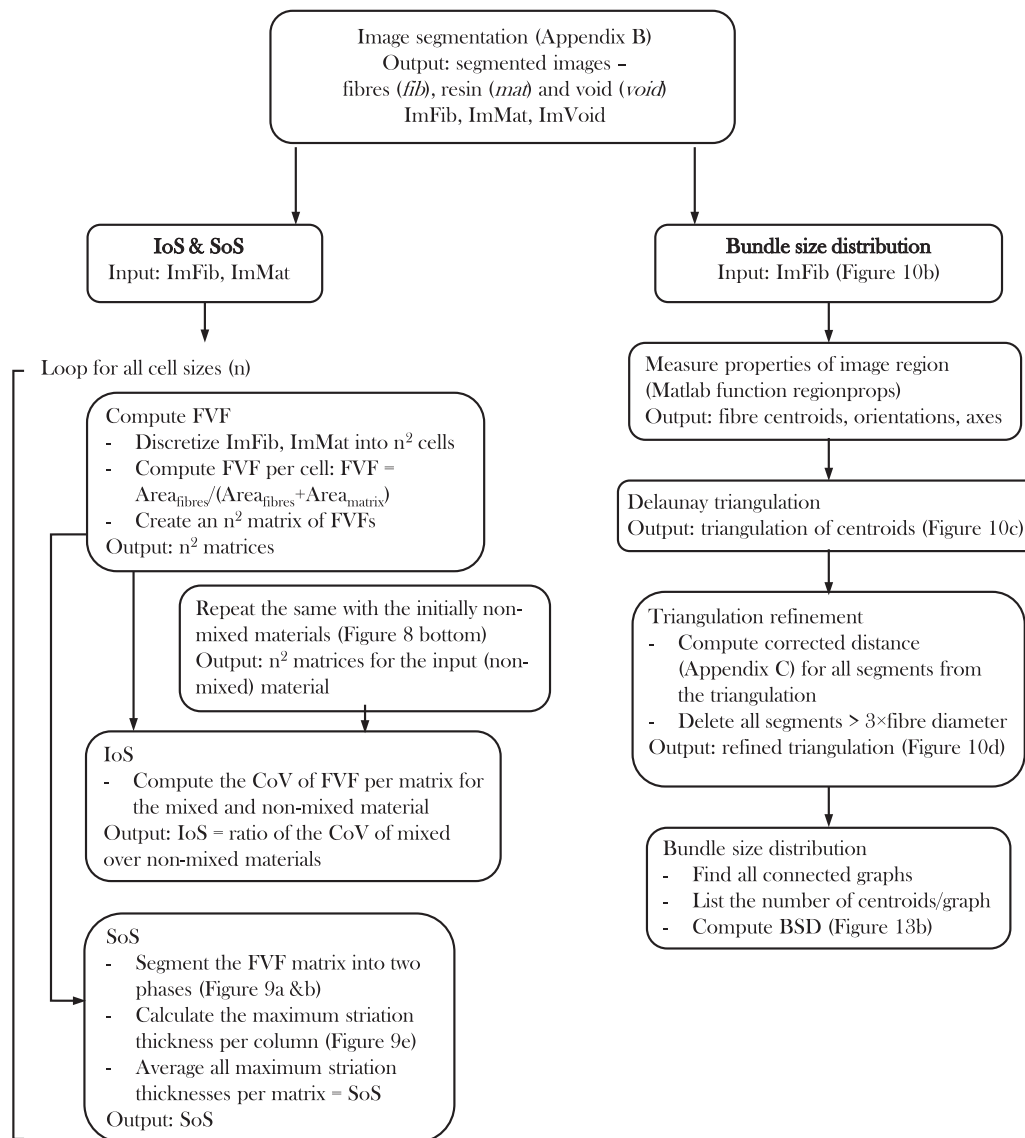 Image segmentation (Appendix B)
Output: segmented images –
fibres (fib), resin (mat) and void (void)
ImFib, ImMat, ImVoid
IoS & SoS
Input: ImFib, ImMat
Loop for all cell sizes (n)
Compute FVF
- Discretize ImFib, ImMat into n² cells
- Compute FVF per cell: FVF =
Area_fibres/(Area_fibres+Area_matrix)
- Create an n² matrix of FVFs
Output: n² matrices
Repeat the same with the initially non-
mixed materials (Figure 8 bottom)
Output: n² matrices for the input (non-
mixed) material
IoS
- Compute the CoV of FVF per matrix for
the mixed and non-mixed material
Output: IoS = ratio of the CoV of mixed
over non-mixed materials
SoS
- Segment the FVF matrix into two
phases (Figure 9a &b)
- Calculate the maximum striation
thickness per column (Figure 9e)
- Average all maximum striation
thicknesses per matrix = SoS
Output: SoS
Bundle size distribution
Input: ImFib (Figure 10b)
Measure properties of image region
(Matlab function regionprops)
Output: fibre centroids, orientations, axes
Delaunay triangulation
Output: triangulation of centroids (Figure 10c)
Triangulation refinement
- Compute corrected distance
(Appendix C) for all segments from
the triangulation
- Delete all segments > 3×fibre diameter
Output: refined triangulation (Figure 10d)
Bundle size distribution
- Find all connected graphs
- List the number of centroids/graph
- Compute BSD (Figure 13b)